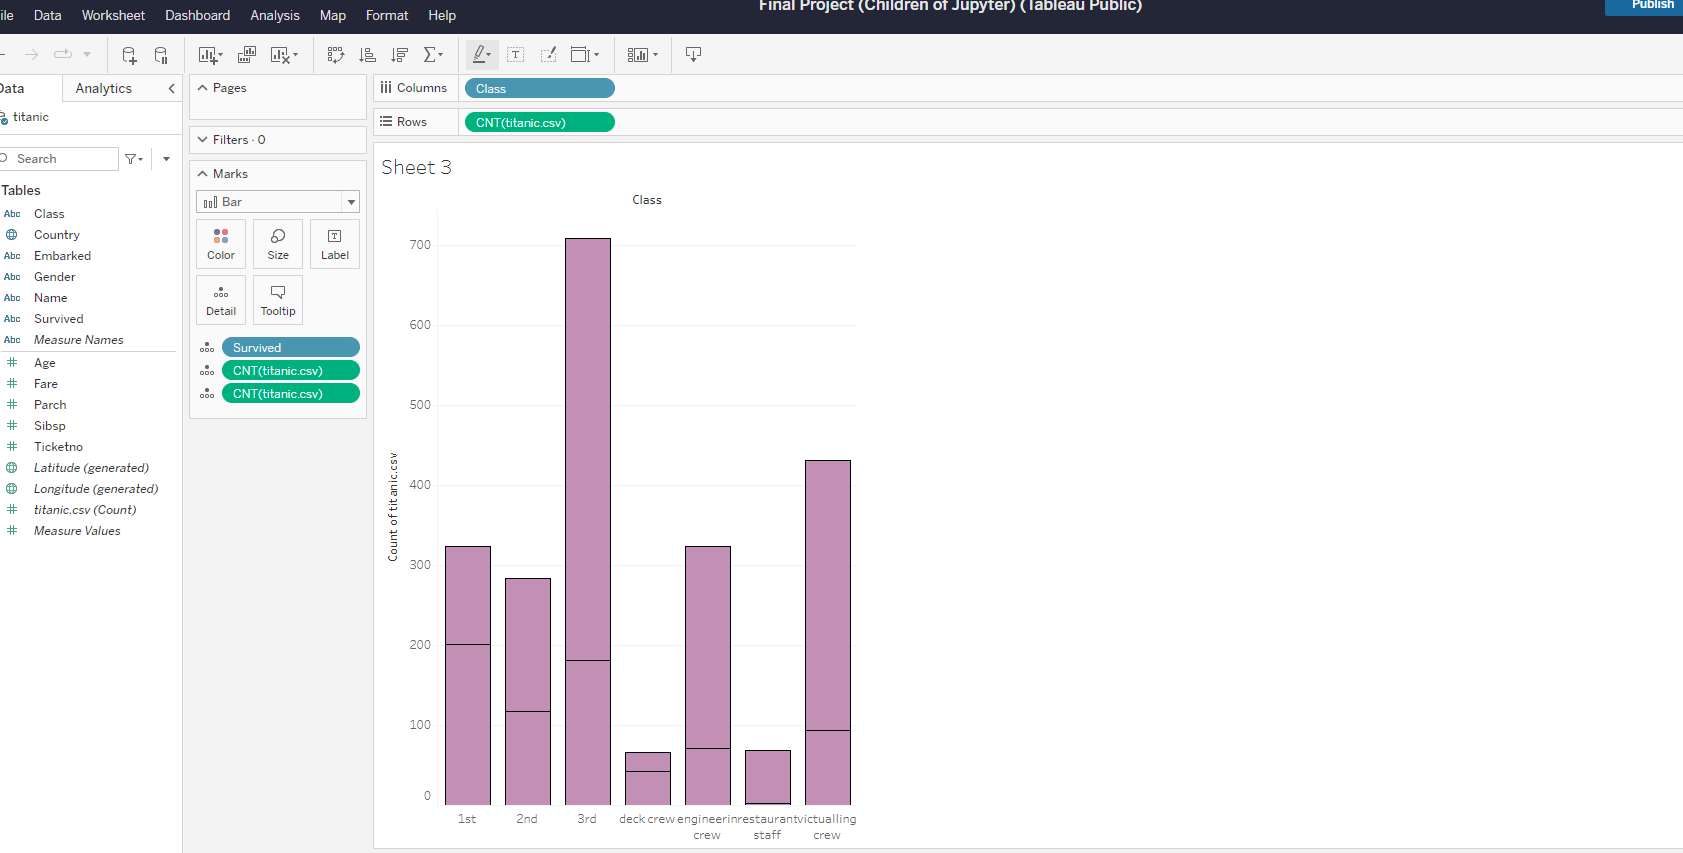 Final Project (Children of Jupyter) (Tableau Public)
Publish
ile Data Worksheet Dashboard Analysis Map Format Help
Data Analytics
titanic
Search
Tables
Abc Class
Country
Abc Embarked
Abc Gender
Abc Name
Abc Survived
Abc Measure Names
Age
Fare
Parch
Sibsp
Ticketno
Latitude (generated)
Longitude (generated)
titanic.csv (Count)
Measure Values
Pages
Filters · 0
Marks
Bar
Color Size Label
Detail Tooltip
Survived
CNT(titanic.csv)
CNT(titanic.csv)
Columns Class
Rows CNT(titanic.csv)
Sheet 3
Class
700
600
500
400
300
200
100
0
Count of titanic.csv
1st 2nd 3rd deck crew engineerin restaurant victualling
crew staff crew